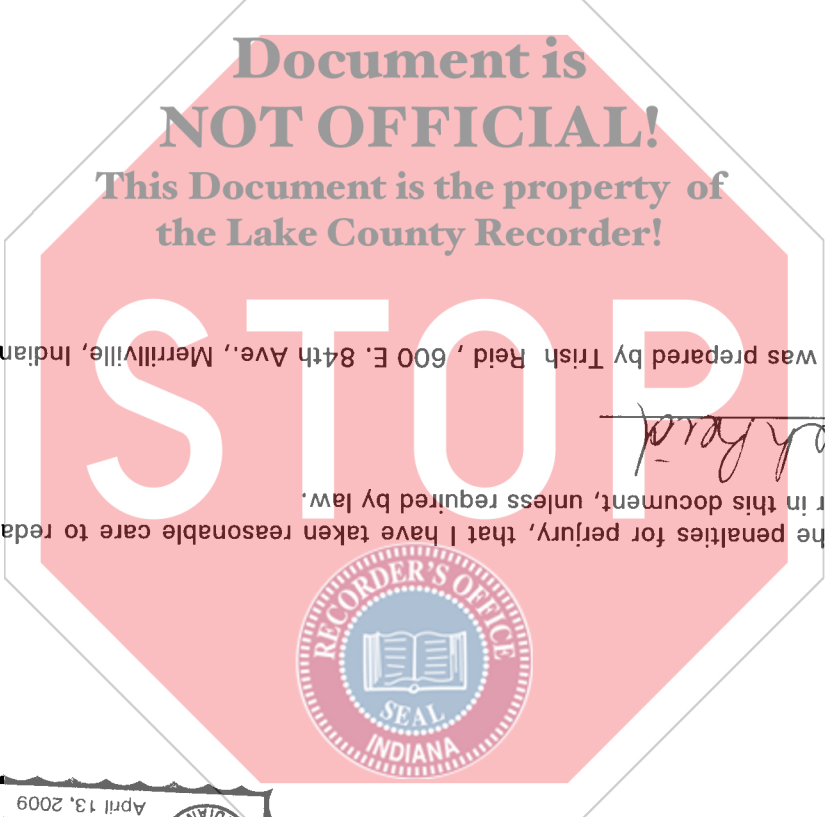 Document is
NOT OFFICIAL!
This Document is the property of
the Lake County Recorder!
STOP
was prepared by Trish Reid , 600 E. 84th Ave., Merrillville, Indian
Reid
r in this document, unless required by law.
he penalties for perjury, that I have taken reasonable care to reda
RECORDER'S OFFICE
SEAL
INDIANA
April 13, 2009